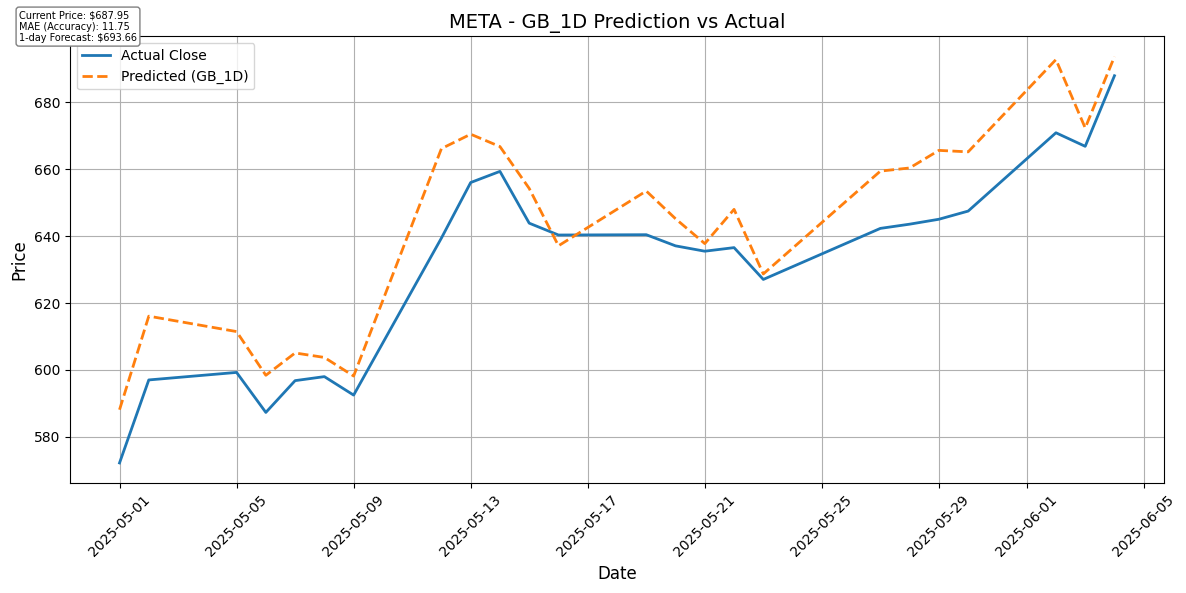 META - GB_1D Prediction vs Actual
Current Price: $687.95
MAE (Accuracy): 11.75
1-day Forecast: $693.66
Actual Close
Predicted (GB_1D)
Price
680
660
640
620
600
580
2025-05-01
2025-05-05
2025-05-09
2025-05-13
2025-05-17
2025-05-21
2025-05-25
2025-05-29
2025-06-01
2025-06-05
Date